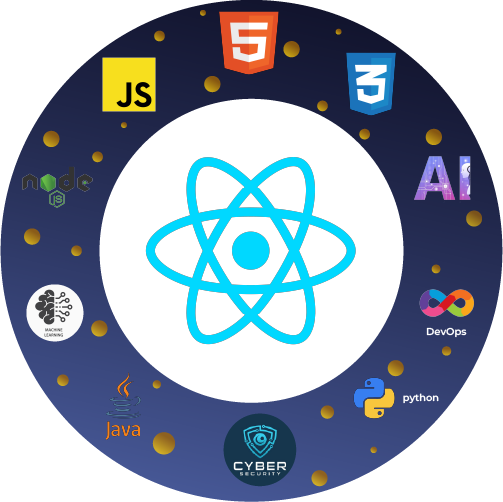 5
JS
3
AI
node
JS
MACHINE
LEARNING
DevOps
python
Java
CYBER
SECURITY